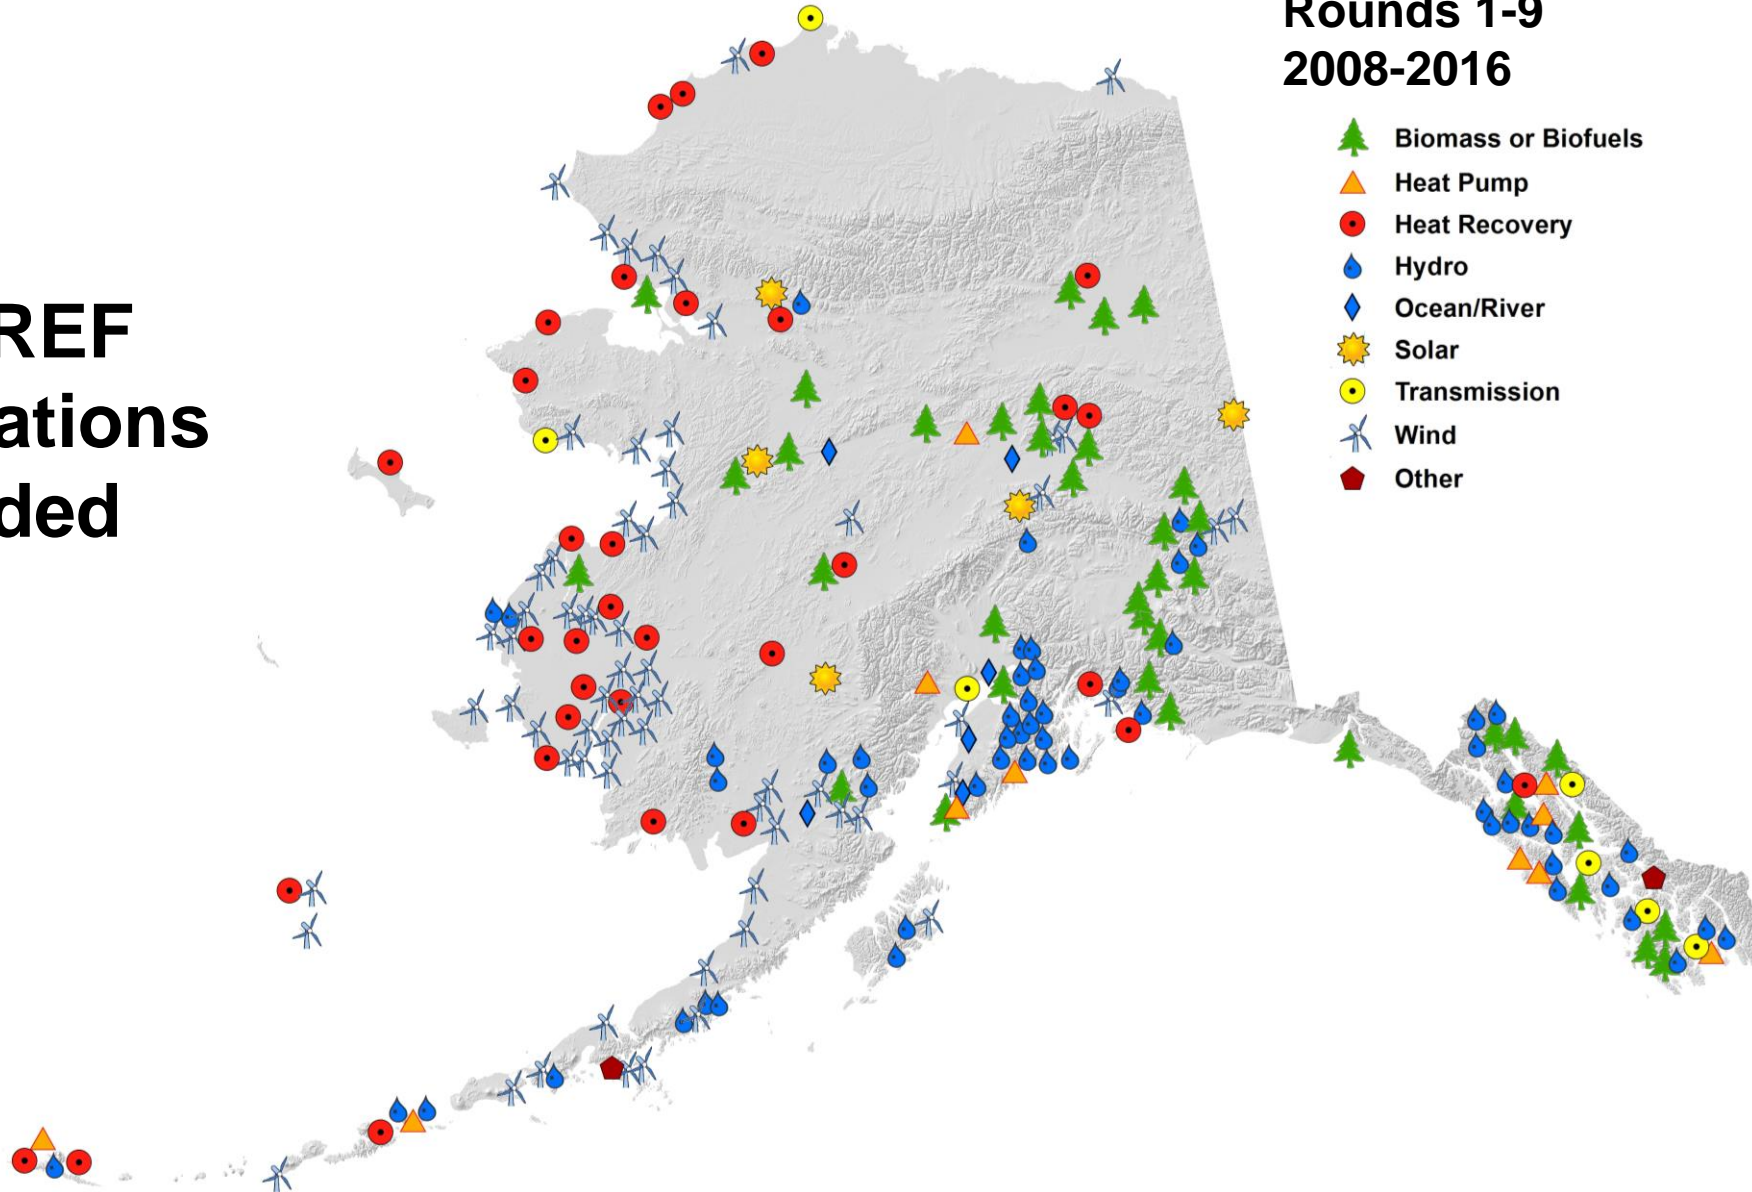 Rounds 1-9
2008-2016
REF
ations
ded
Biomass or Biofuels
Heat Pump
Heat Recovery
Hydro
Ocean/River
Solar
Transmission
Wind
Other